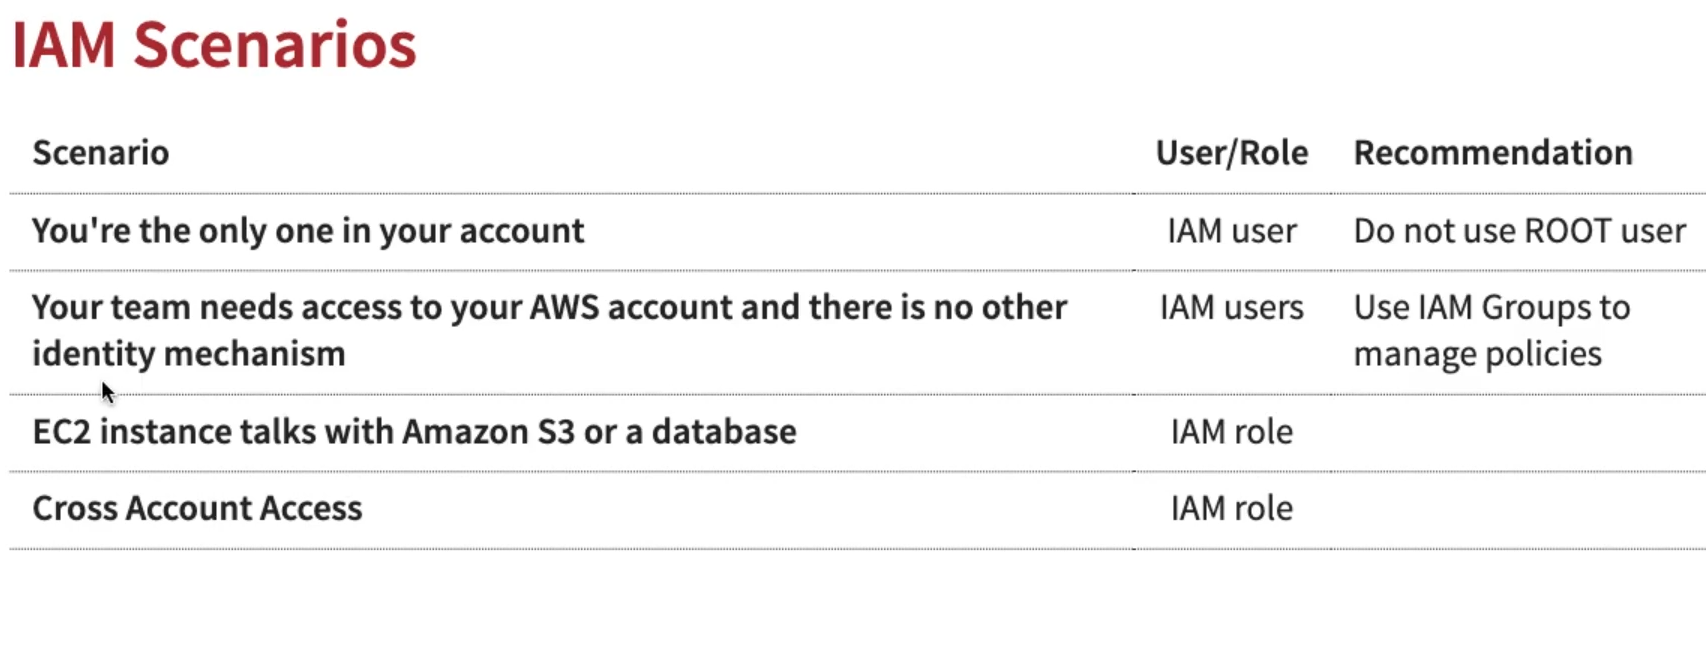 IAM Scenarios
Scenario User/Role Recommendation
You're the only one in your account IAM user Do not use ROOT user
Your team needs access to your AWS account and there is no other IAM users Use IAM Groups to
identity mechanism manage policies
EC2 instance talks with Amazon S3 or a database IAM role
Cross Account Access IAM role